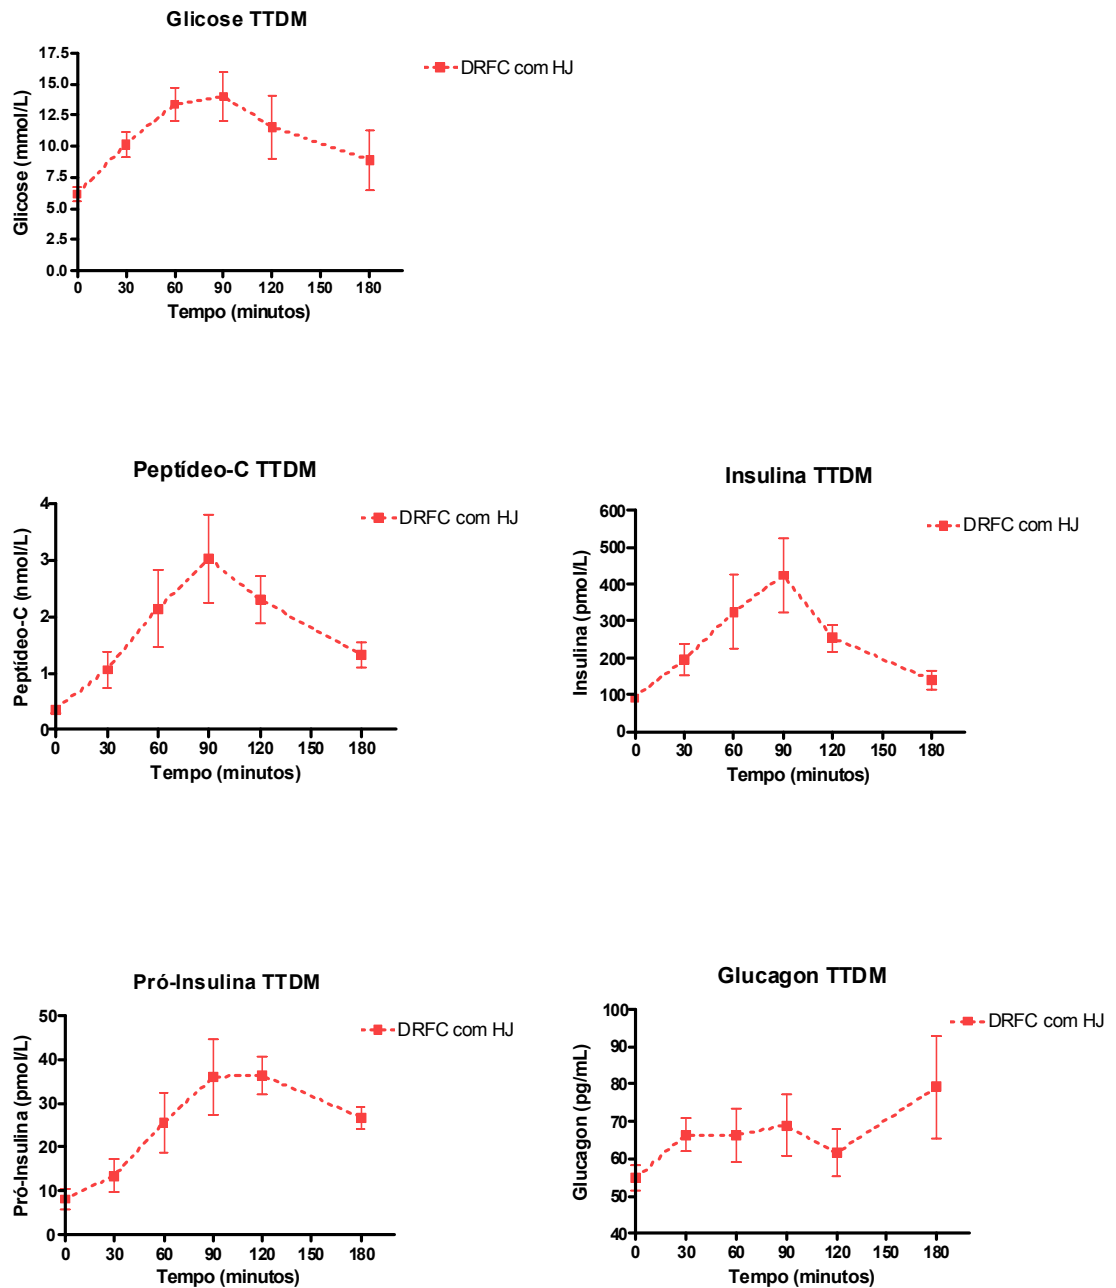 Glicose TTDM
DRFC com HJ
Glicose (mmol/L)
17.5
15.0
12.5
10.0
7.5
5.0
2.5
0.0
0 30 60 90 120 150 180
Tempo (minutos)
Peptídeo-C TTDM
DRFC com HJ
Peptídeo-C (nmol/L)
4
3
2
1
0
0 30 60 90 120 150 180
Tempo (minutos)
Insulina TTDM
DRFC com HJ
Insulina (pmol/L)
600
500
400
300
200
100
0
0 30 60 90 120 150 180
Tempo (minutos)
Pró-Insulina TTDM
DRFC com HJ
Pró-Insulina (pmol/L)
50
40
30
20
10
0
0 30 60 90 120 150 180
Tempo (minutos)
Glucagon TTDM
DRFC com HJ
Glucagon (pg/mL)
100
90
80
70
60
50
40
0 30 60 90 120 150 180
Tempo (minutos)